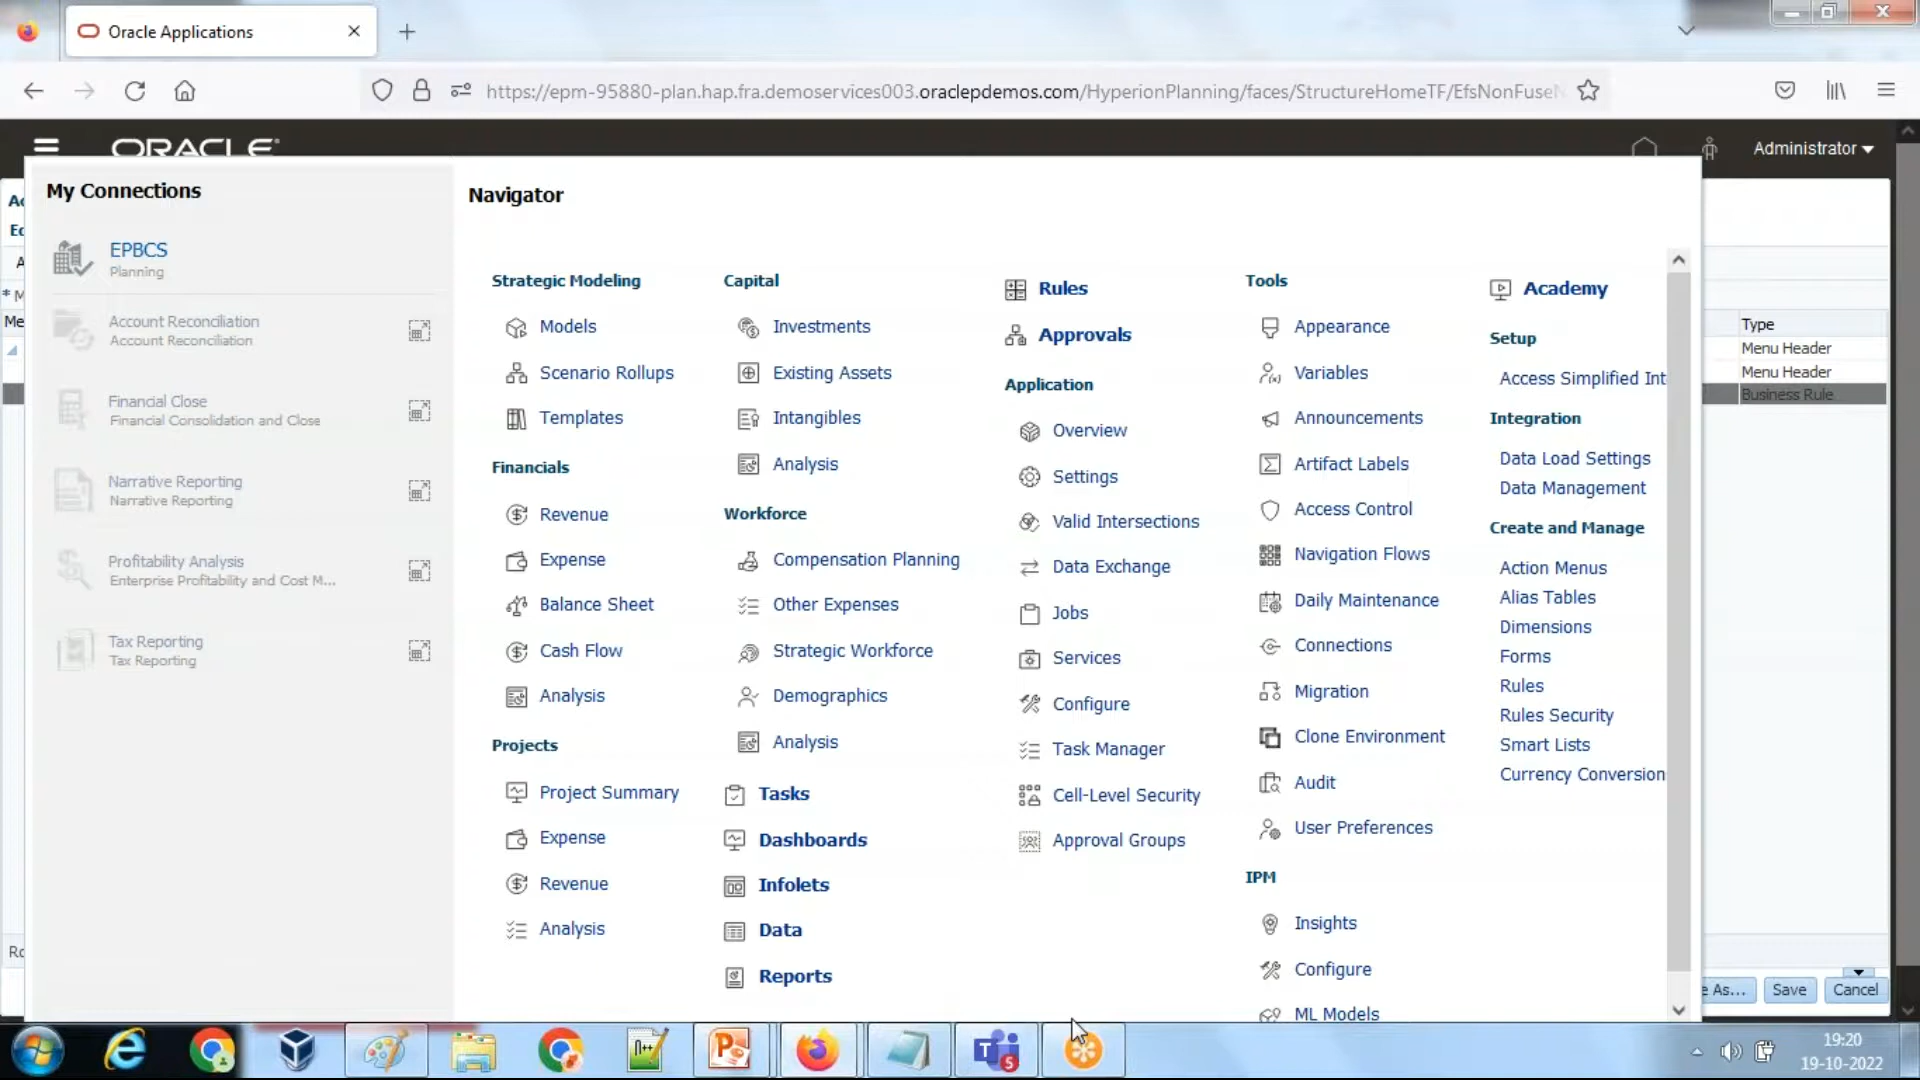 Oracle Applications
https://epm-95880-plan.hap.fra.demoservices003.oraclepdemos.com/HyperionPlanning/faces/StructureHomeTF/EfsNonFuseN
ORACLE
Administrator
My Connections
EPBCS
Planning
Account Reconciliation
Account Reconciliation
Financial Close
Financial Consolidation and Close
Narrative Reporting
Narrative Reporting
Profitability Analysis
Enterprise Profitability and Cost M...
Tax Reporting
Tax Reporting
Navigator
Strategic Modeling
Models
Scenario Rollups
Templates
Financials
Revenue
Expense
Balance Sheet
Cash Flow
Analysis
Projects
Project Summary
Expense
Revenue
Analysis
Capital
Investments
Existing Assets
Intangibles
Analysis
Workforce
Compensation Planning
Other Expenses
Strategic Workforce
Demographics
Analysis
Tasks
Dashboards
Infolets
Data
Reports
Rules
Approvals
Application
Overview
Settings
Valid Intersections
Data Exchange
Jobs
Services
Configure
Task Manager
Cell-Level Security
Approval Groups
Tools
Appearance
Variables
Announcements
Artifact Labels
Access Control
Navigation Flows
Daily Maintenance
Connections
Migration
Clone Environment
Audit
User Preferences
IPM
Insights
Configure
ML Models
Academy
Setup
Access Simplified Int
Integration
Data Load Settings
Data Management
Create and Manage
Action Menus
Alias Tables
Dimensions
Forms
Rules
Rules Security
Smart Lists
Currency Conversion
Type
Menu Header
Menu Header
Business Rule
e As...
Save
Cancel
19:20
19-10-2022